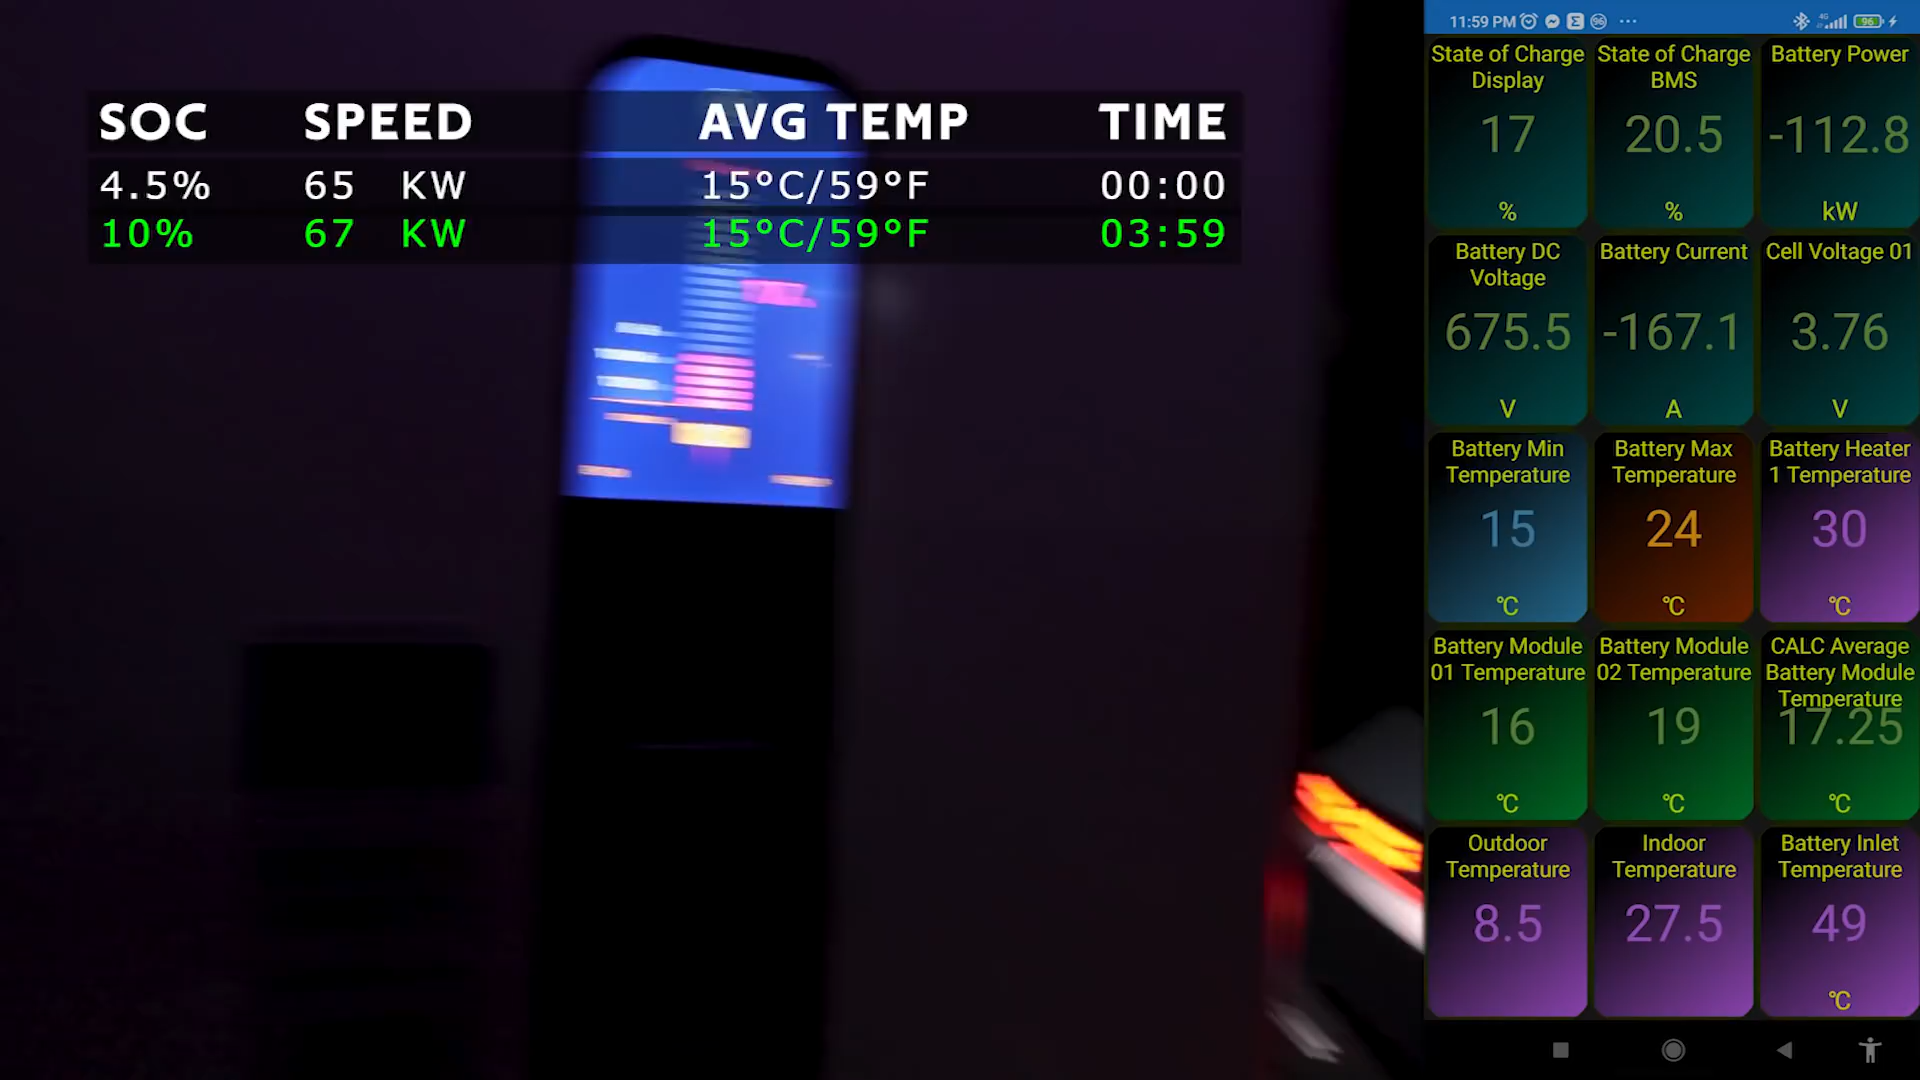 SOC SPEED AVG TEMP TIME
4.5% 65 KW 15°C/59°F 00:00
10% 67 KW 15°C/59°F 03:59
11:59 PM 96 4G 96
State of Charge Display
17
%
State of Charge BMS
20.5
%
Battery Power
-112.8
kW
Battery DC Voltage
675.5
V
Battery Current
-167.1
A
Cell Voltage 01
3.76
V
Battery Min Temperature
15
°C
Battery Max Temperature
24
°C
Battery Heater 1 Temperature
30
°C
Battery Module 01 Temperature
16
°C
Battery Module 02 Temperature
19
°C
CALC Average Battery Module Temperature
17.25
°C
Outdoor Temperature
8.5
Indoor Temperature
27.5
Battery Inlet Temperature
49
°C